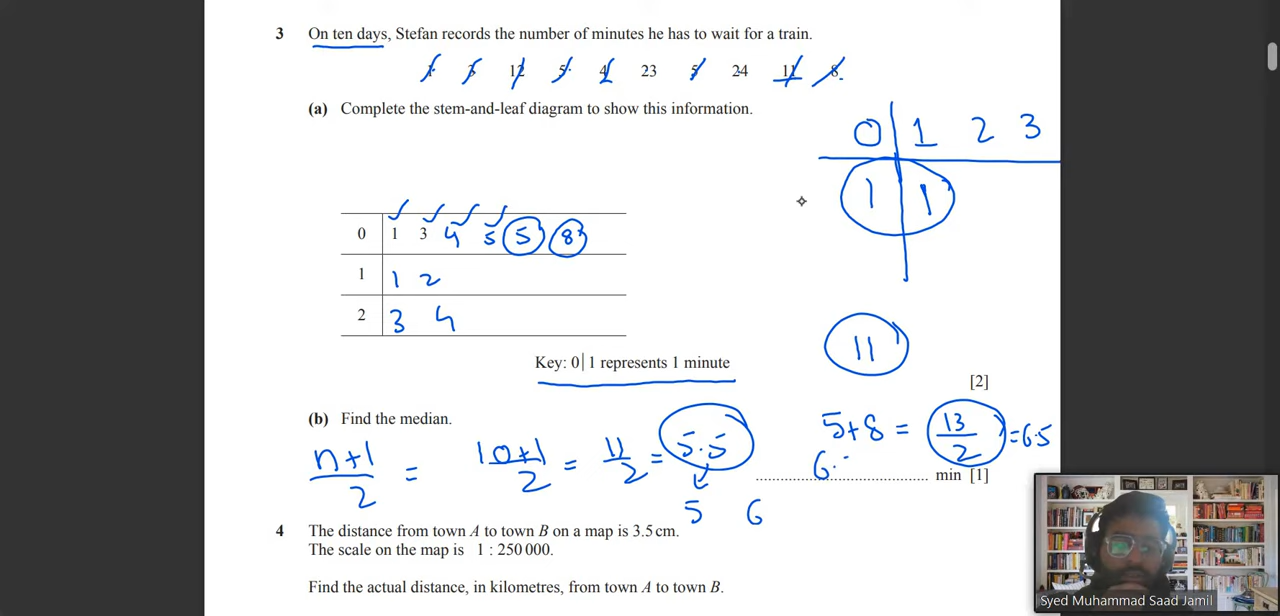 3 On ten days, Stefan records the number of minutes he has to wait for a train.
12 5 4 23 5 24 11 8
(a) Complete the stem-and-leaf diagram to show this information.
0 1 2 3
1 1
0 1 3 4 5 5 8
1 1 2
2 3 4
11
Key: 0 | 1 represents 1 minute
[2]
(b) Find the median.
n+1/2 = 10+1/2 = 11/2 = 5.5
5+8 = 13/2 = 6.5
6. min [1]
5 6
4 The distance from town A to town B on a map is 3.5 cm.
The scale on the map is 1 : 250 000.
Find the actual distance, in kilometres, from town A to town B.
Syed Muhammad Saad Jamil